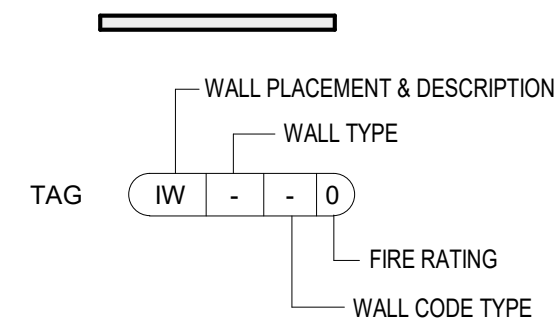 WALL PLACEMENT & DESCRIPTION
WALL TYPE
TAG IW - - 0
FIRE RATING
WALL CODE TYPE